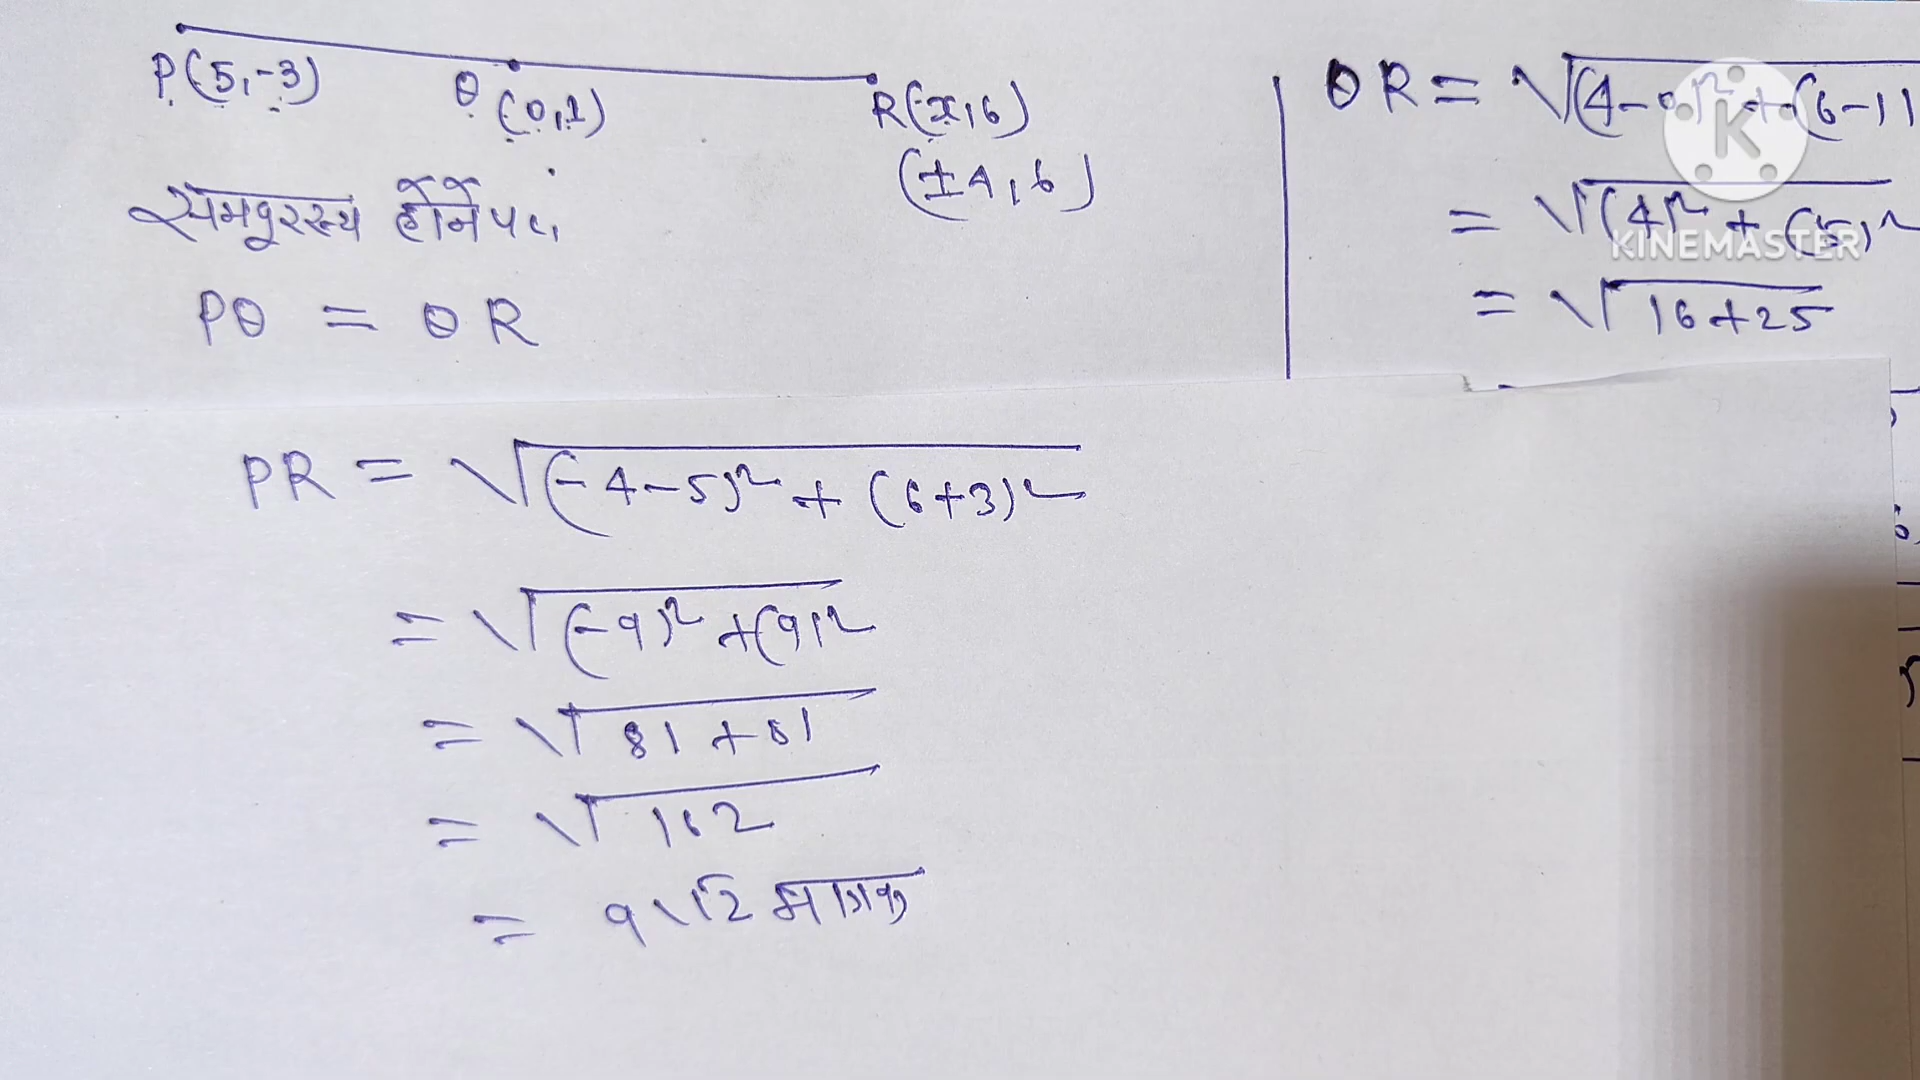 P(5,-3)
Q
(0,1)
R(x,6)
(±4,6)
समदूरस्थ होने पर,
PQ = QR
QR = √(4-0)² + (6-1)
= √(4)² + (5)²
= √16+25
K
KINEMASTER
PR = √(-4-5)² + (6+3)²
= √(-9)² + (9)²
= √81+81
= √162
= 9√2 मात्रक